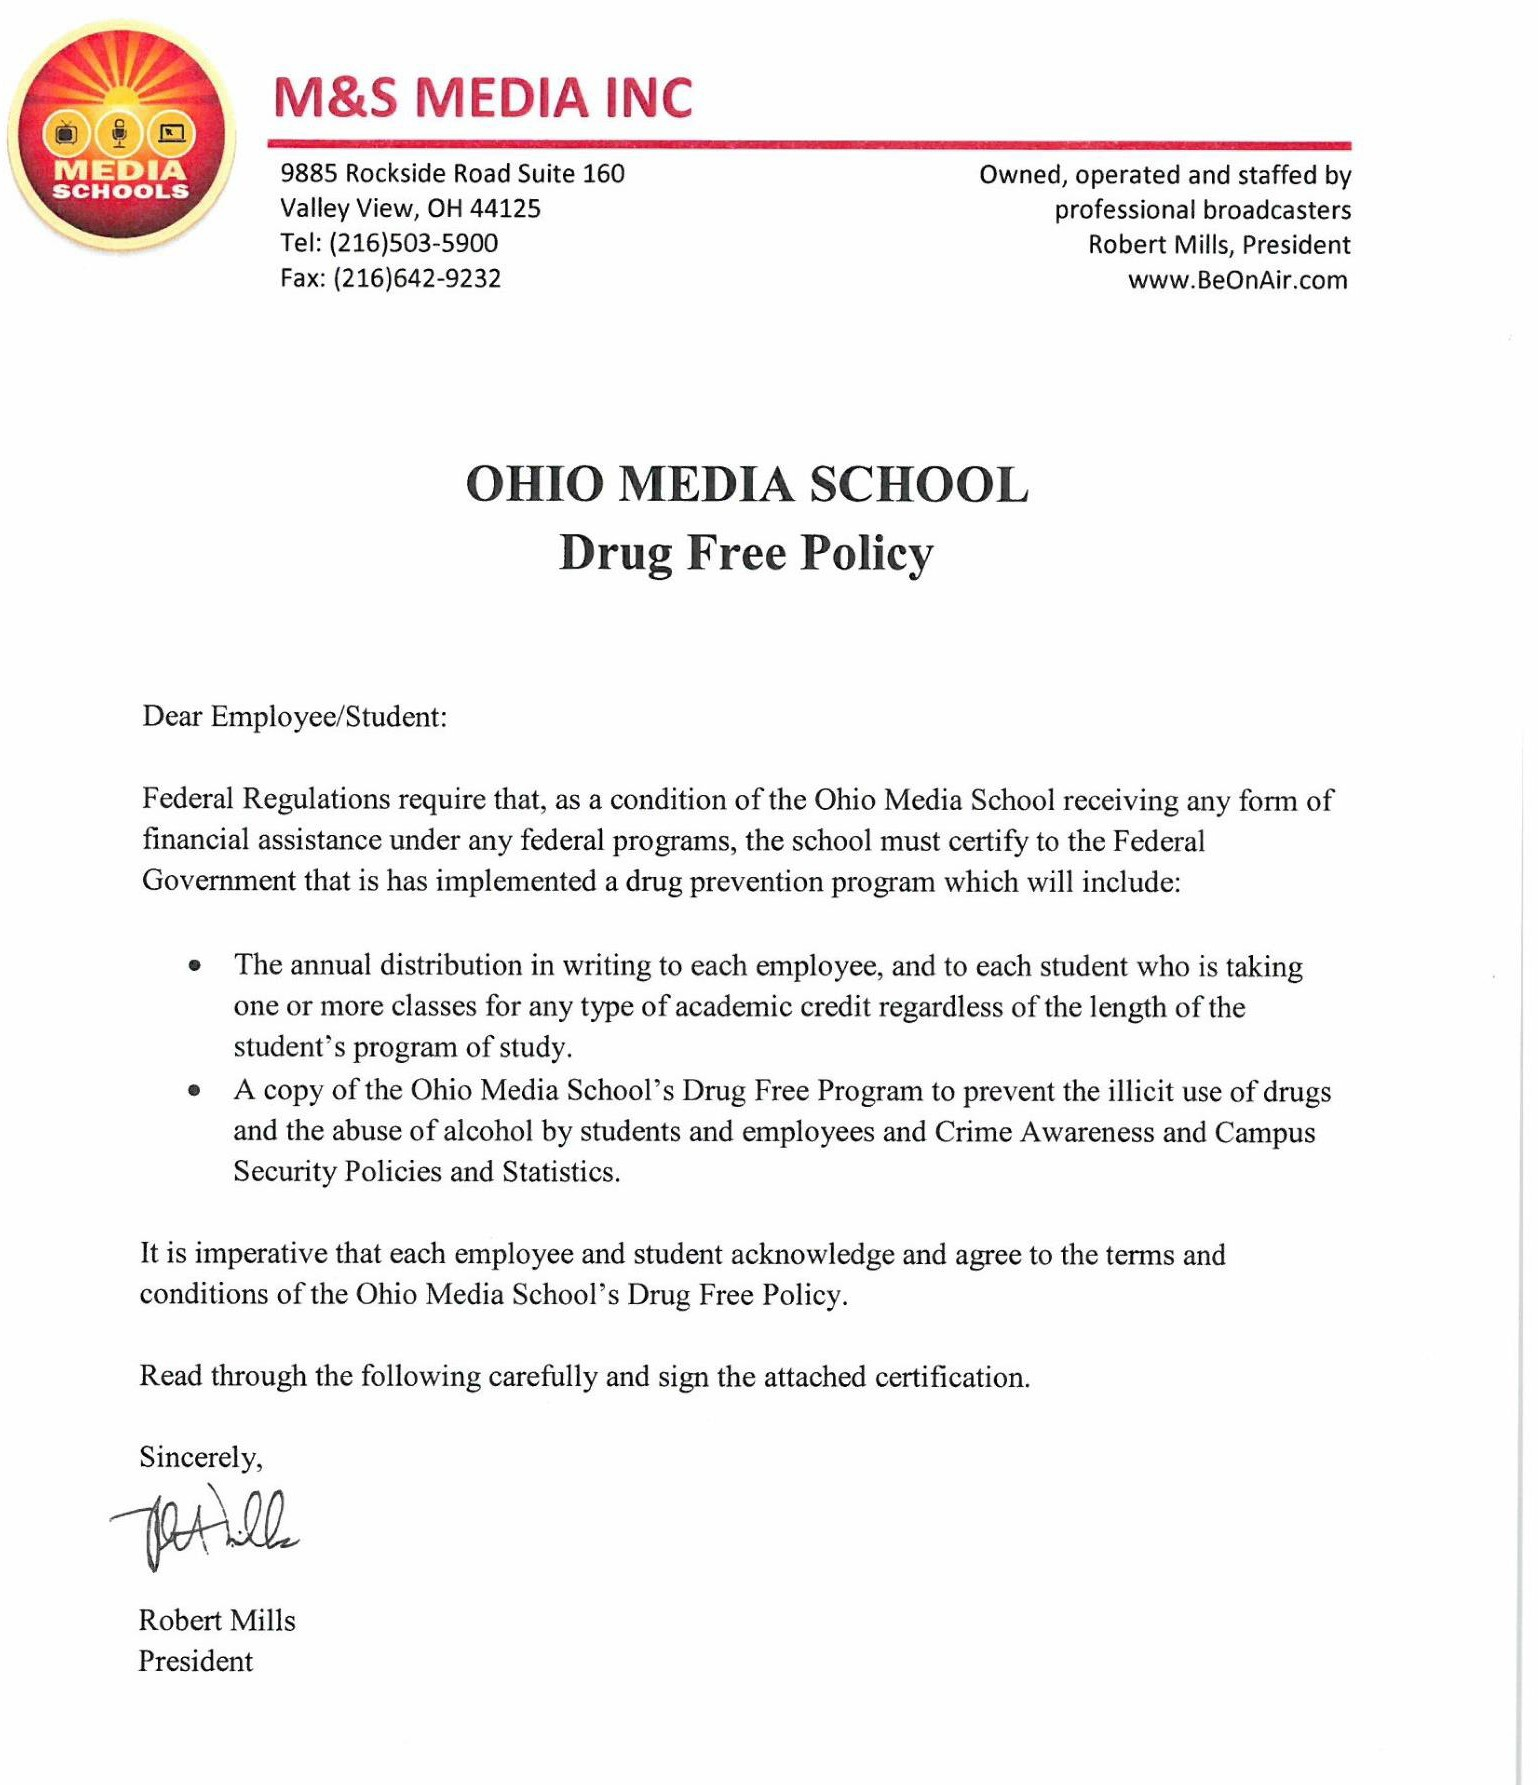 MEDIA
SCHOOLS
M&S MEDIA INC
9885 Rockside Road Suite 160
Valley View, OH 44125
Tel: (216)503-5900
Fax: (216)642-9232
Owned, operated and staffed by
professional broadcasters
Robert Mills, President
www.BeOnAir.com
OHIO MEDIA SCHOOL
Drug Free Policy
Dear Employee/Student:
Federal Regulations require that, as a condition of the Ohio Media School receiving any form of
financial assistance under any federal programs, the school must certify to the Federal
Government that is has implemented a drug prevention program which will include:
• The annual distribution in writing to each employee, and to each student who is taking
one or more classes for any type of academic credit regardless of the length of the
student's program of study.
• A copy of the Ohio Media School's Drug Free Program to prevent the illicit use of drugs
and the abuse of alcohol by students and employees and Crime Awareness and Campus
Security Policies and Statistics.
It is imperative that each employee and student acknowledge and agree to the terms and
conditions of the Ohio Media School's Drug Free Policy.
Read through the following carefully and sign the attached certification.
Sincerely,
Robert Mills
President